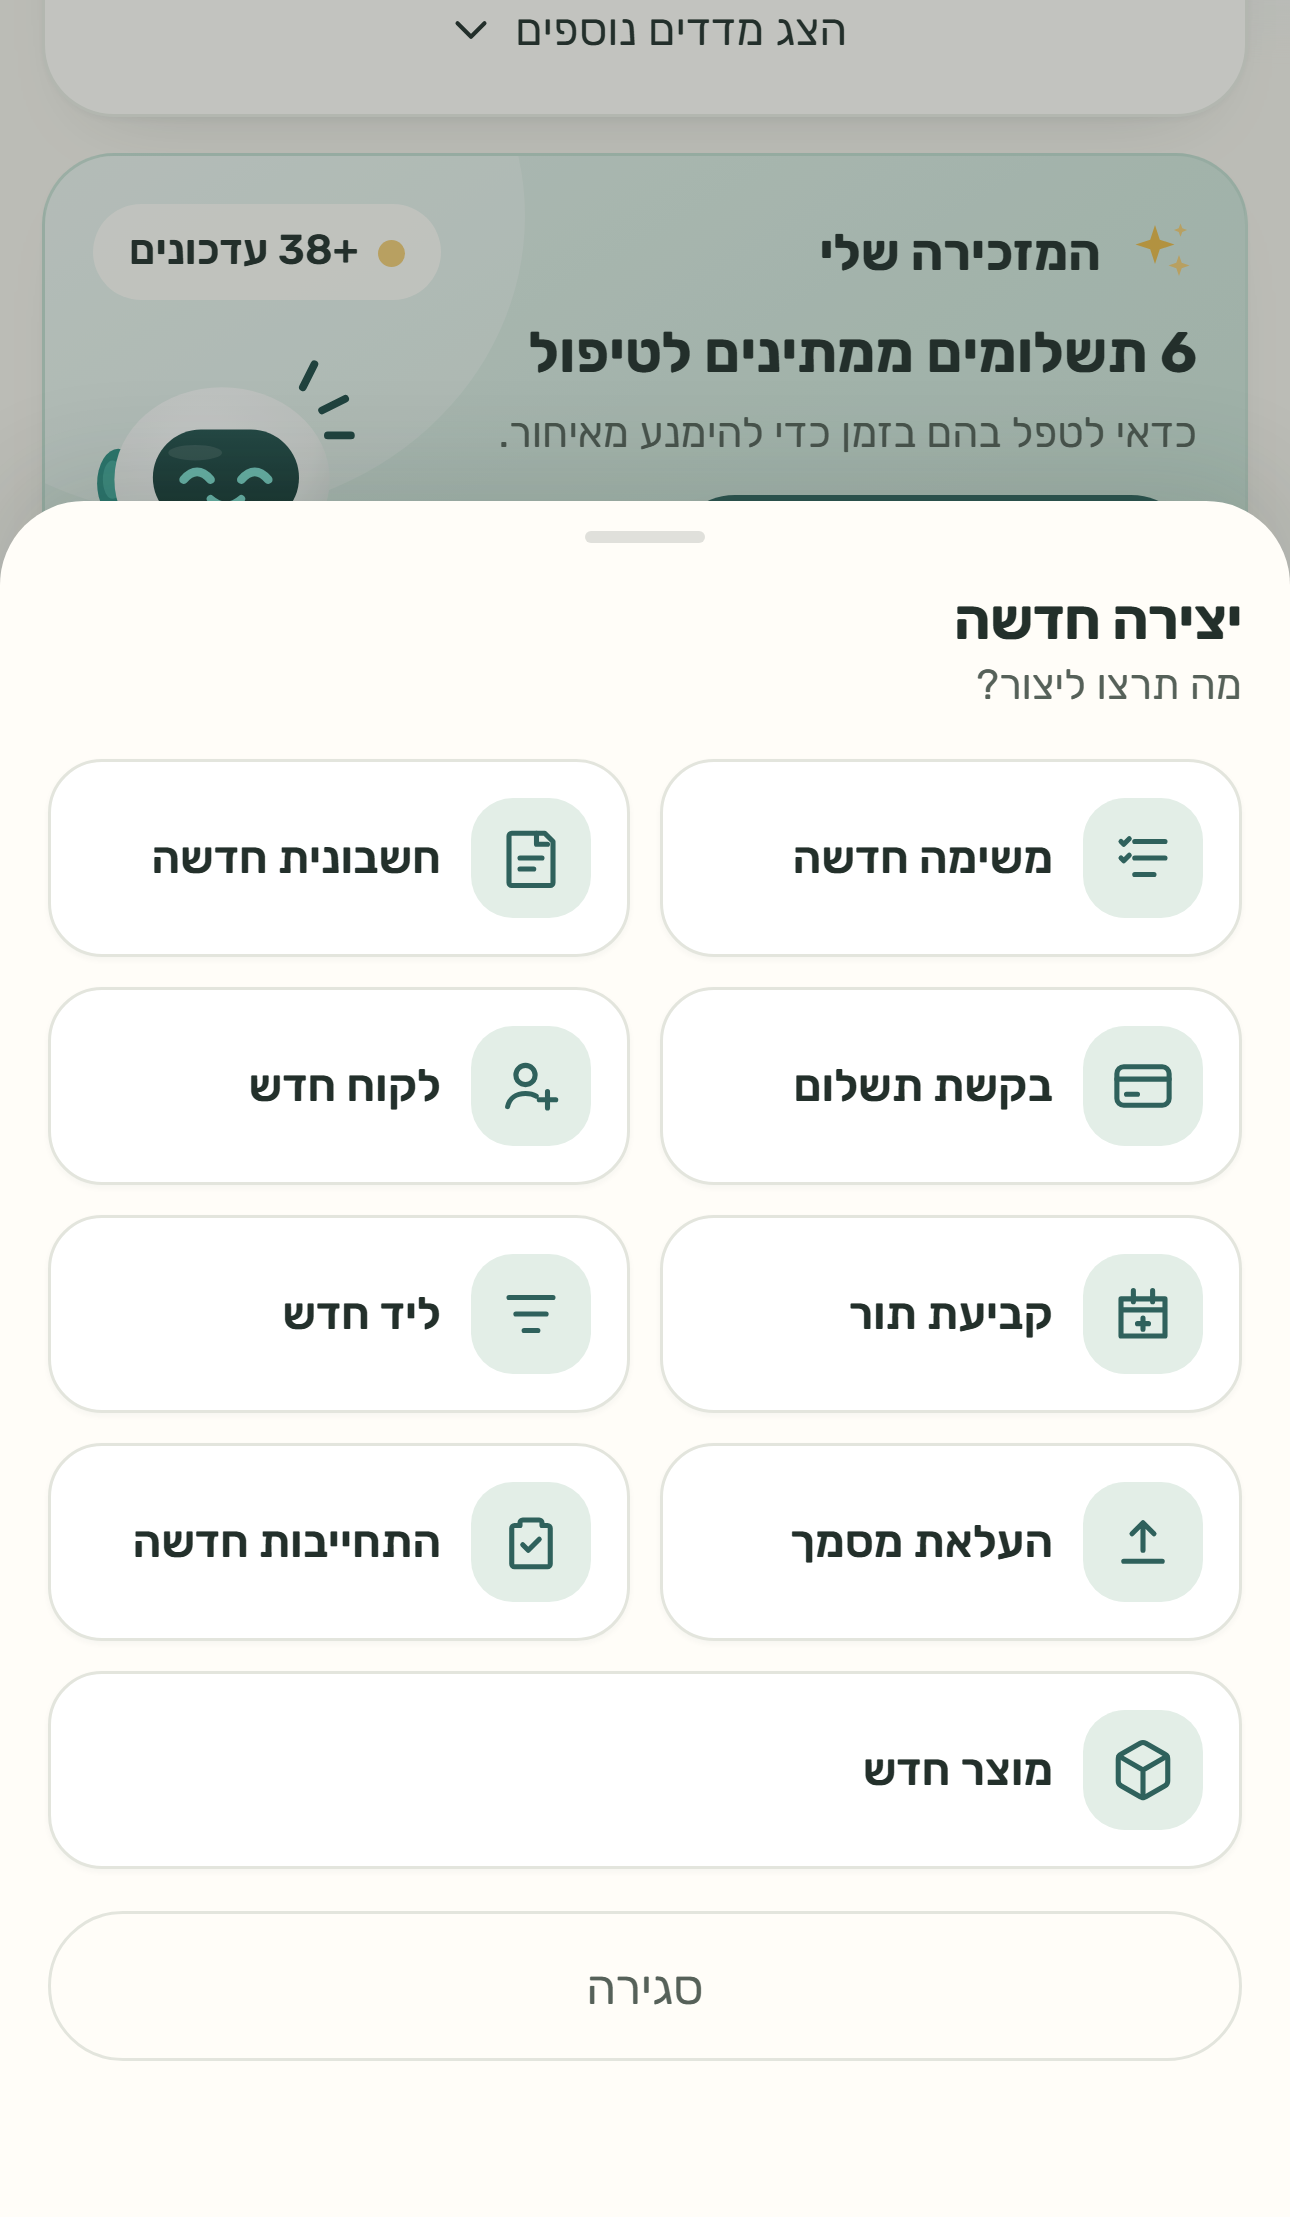 הצג מדדים נוספים
המזכירה שלי
38+ עדכונים
6 תשלומים ממתינים לטיפול
כדאי לטפל בהם בזמן כדי להימנע מאיחור.
יצירה חדשה
מה תרצו ליצור?
משימה חדשה
חשבונית חדשה
בקשת תשלום
לקוח חדש
קביעת תור
ליד חדש
העלאת מסמך
התחייבות חדשה
מוצר חדש
סגירה